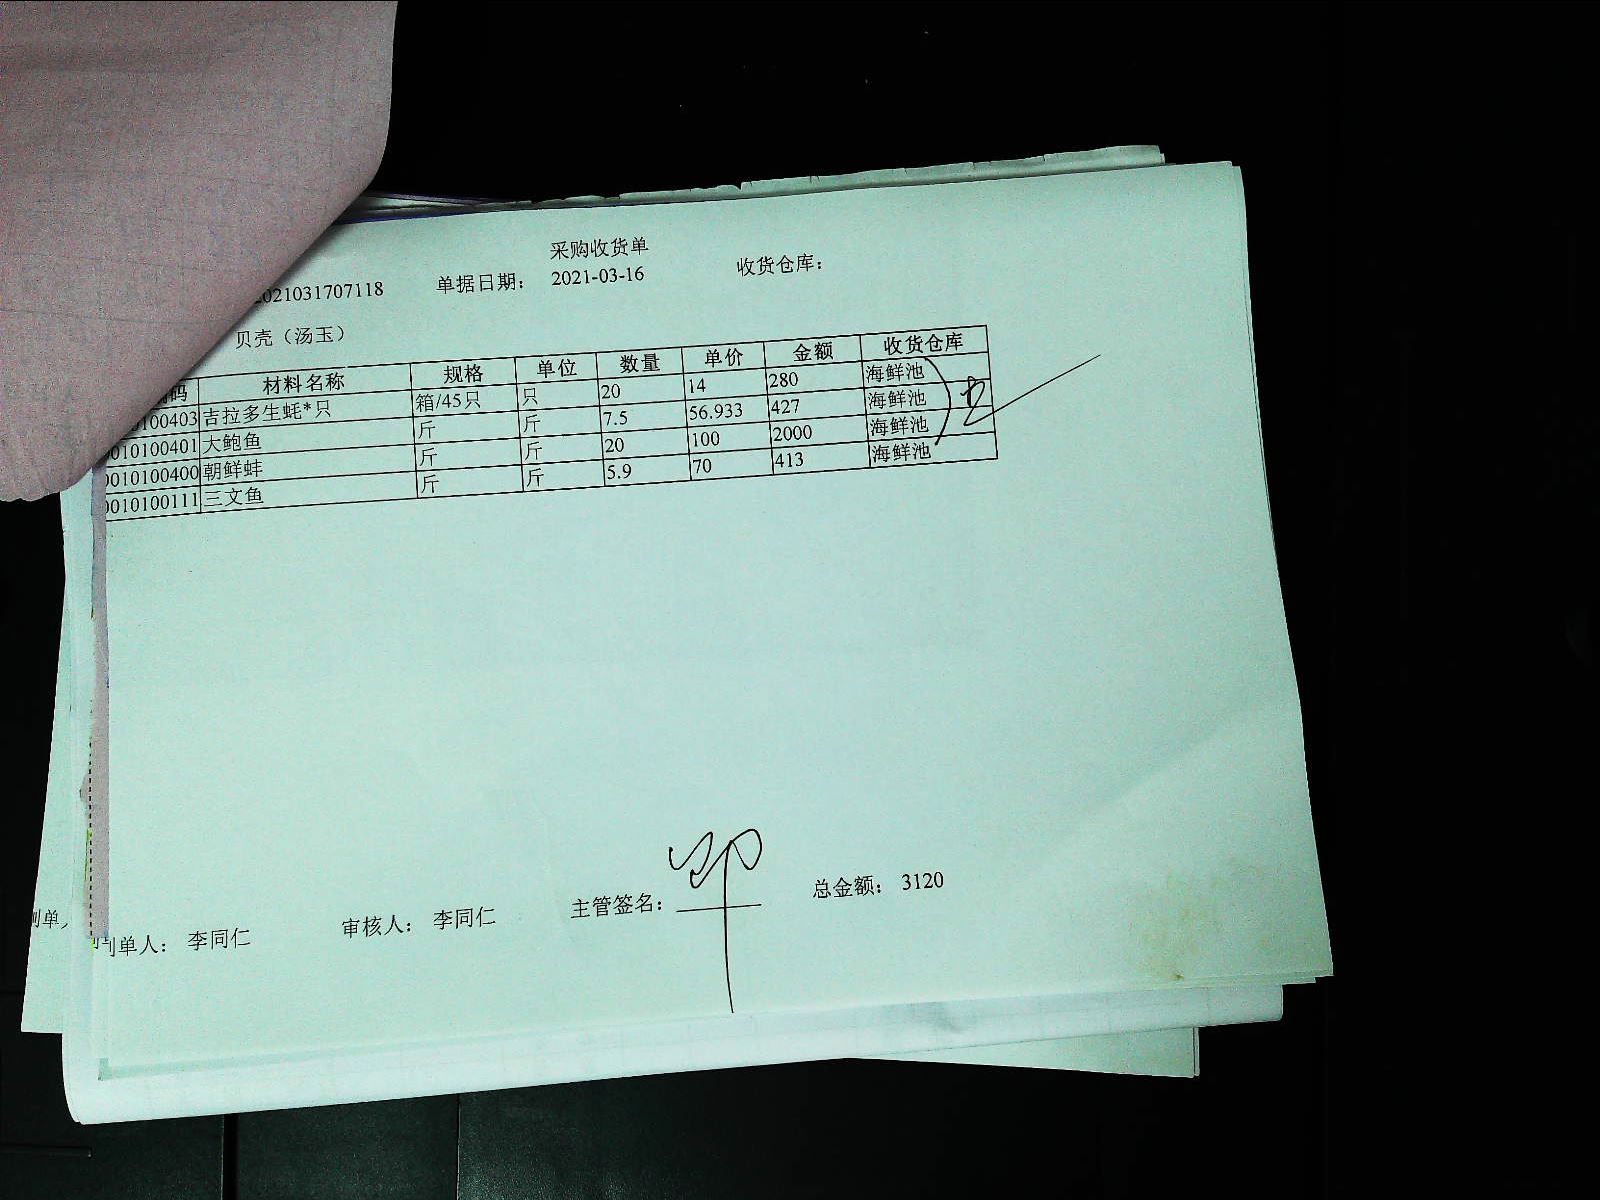 采购收货单
2021031707118 单据日期： 2021-03-16 收货仓库：
贝壳（汤玉）
码 材料名称 规格 单位 数量 单价 金额 收货仓库
0100403 吉拉多生蚝*只 箱/45只 只 20 14 280 海鲜池
010100401 大鲍鱼 斤 斤 7.5 56.933 427 海鲜池
0010100400 朝鲜蚌 斤 斤 20 100 2000 海鲜池
0010100111 三文鱼 斤 斤 5.9 70 413 海鲜池
制单人： 李同仁 审核人： 李同仁 主管签名： 总金额： 3120